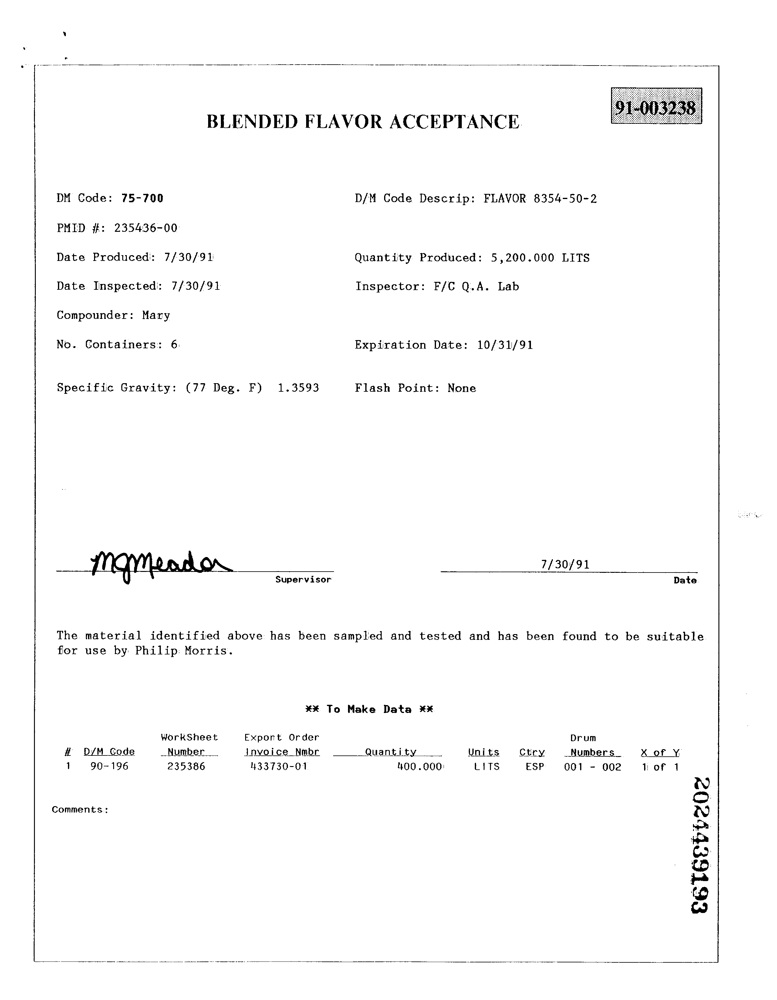 91-003238
BLENDED FLAVOR ACCEPTANCE
DM Code: 75-700 D/M Code Descrip: FLAVOR 8354-50-2
PMID #: 235436-00
Date Produced: 7/30/91 Quantity Produced: 5,200.000 LITS
Date Inspected: 7/30/91 Inspector: F/C Q.A. Lab
Compounder: Mary
No. Containers: 6 Expiration Date: 10/31/91
Specific Gravity: (77 Deg. F) 1.3593 Flash Point: None
MGMeador 7/30/91
Supervisor Date
The material identified above has been sampled and tested and has been found to be suitable
for use by Philip Morris.
** To Make Data **
WorkSheet Export Order Drum
# D/M Code Number Invoice Nmbr Quantity Units Ctry Numbers X of Y
1 90-196 235386 433730-01 400.000 LITS ESP 001 - 002 1 of 1
Comments:
2024439193